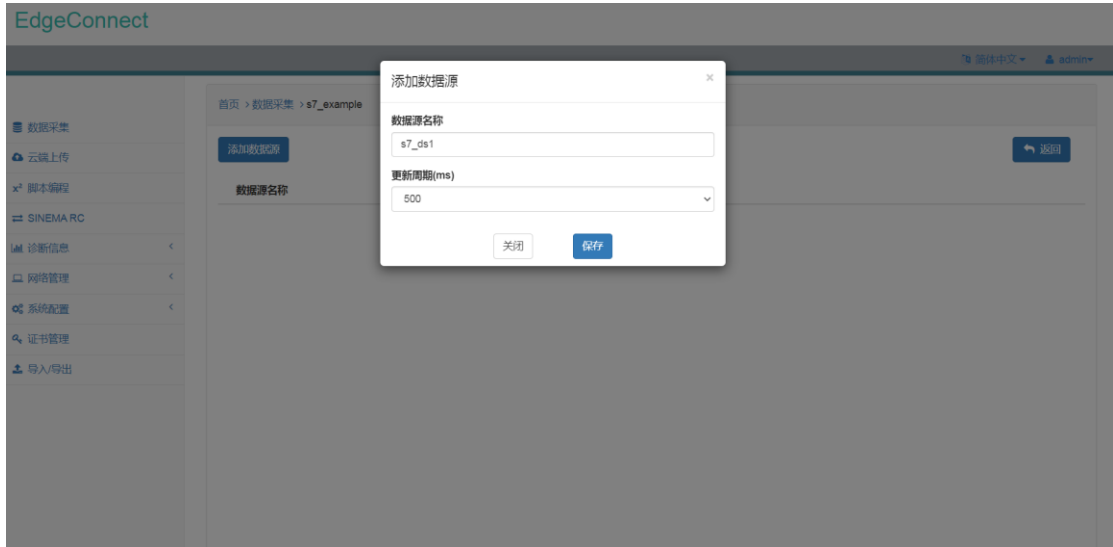 EdgeConnect
简体中文
admin
首页 > 数据采集 > s7_example
数据采集
云端上传
x² 脚本编程
SINEMA RC
诊断信息
网络管理
系统配置
证书管理
导入/导出
添加数据源
返回
数据源名称
添加数据源
×
数据源名称
s7_ds1
更新周期(ms)
500
关闭
保存